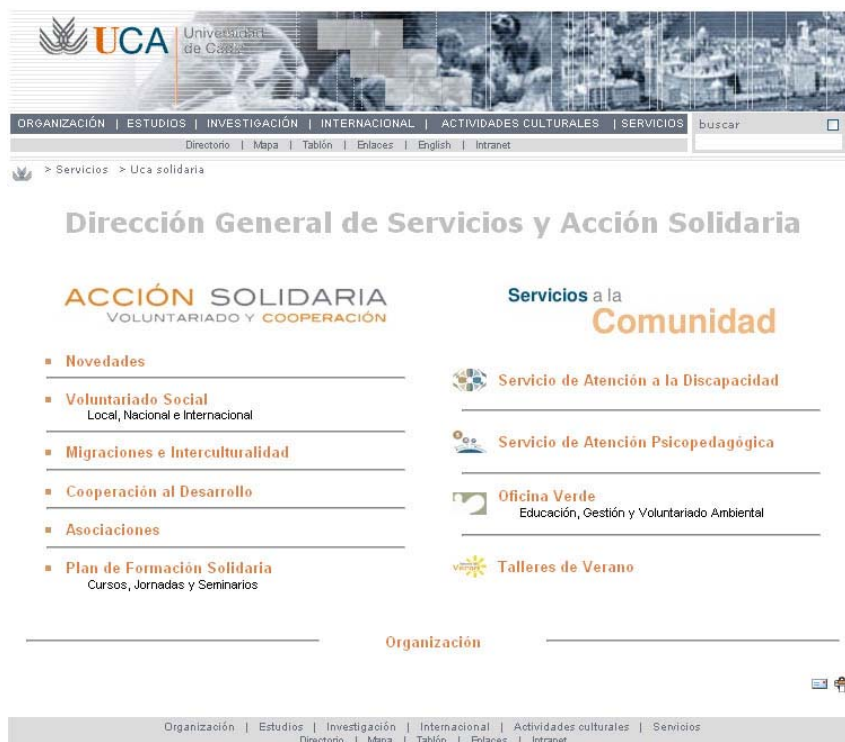 UCA Universidad
de Cádiz
ORGANIZACIÓN | ESTUDIOS | INVESTIGACIÓN | INTERNACIONAL | ACTIVIDADES CULTURALES | SERVICIOS
buscar
Directorio | Mapa | Tablón | Enlaces | English | Intranet
> Servicios > Uca solidaria
Dirección General de Servicios y Acción Solidaria
ACCIÓN SOLIDARIA
VOLUNTARIADO Y COOPERACIÓN
Novedades
Voluntariado Social
Local, Nacional e Internacional
Migraciones e Interculturalidad
Cooperación al Desarrollo
Asociaciones
Plan de Formación Solidaria
Cursos, Jornadas y Seminarios
Servicios a la
Comunidad
Servicio de Atención a la Discapacidad
Servicio de Atención Psicopedagógica
Oficina Verde
Educación, Gestión y Voluntariado Ambiental
Talleres de Verano
Organización
Organización | Estudios | Investigación | Internacional | Actividades culturales | Servicios
Directorio | Mapa | Tablón | Enlaces | Intranet